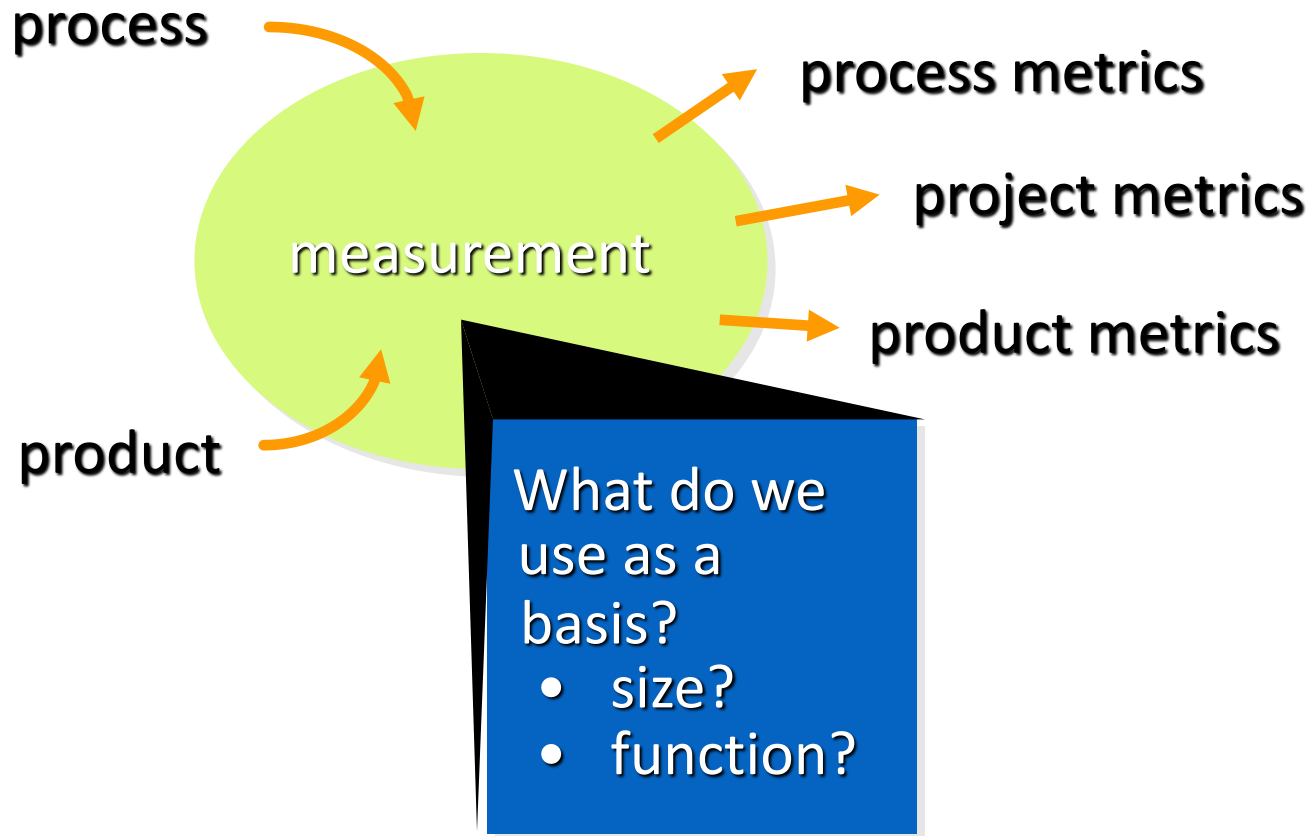 process
process metrics
project metrics
measurement
product metrics
product
What do we
use as a
basis?
• size?
• function?